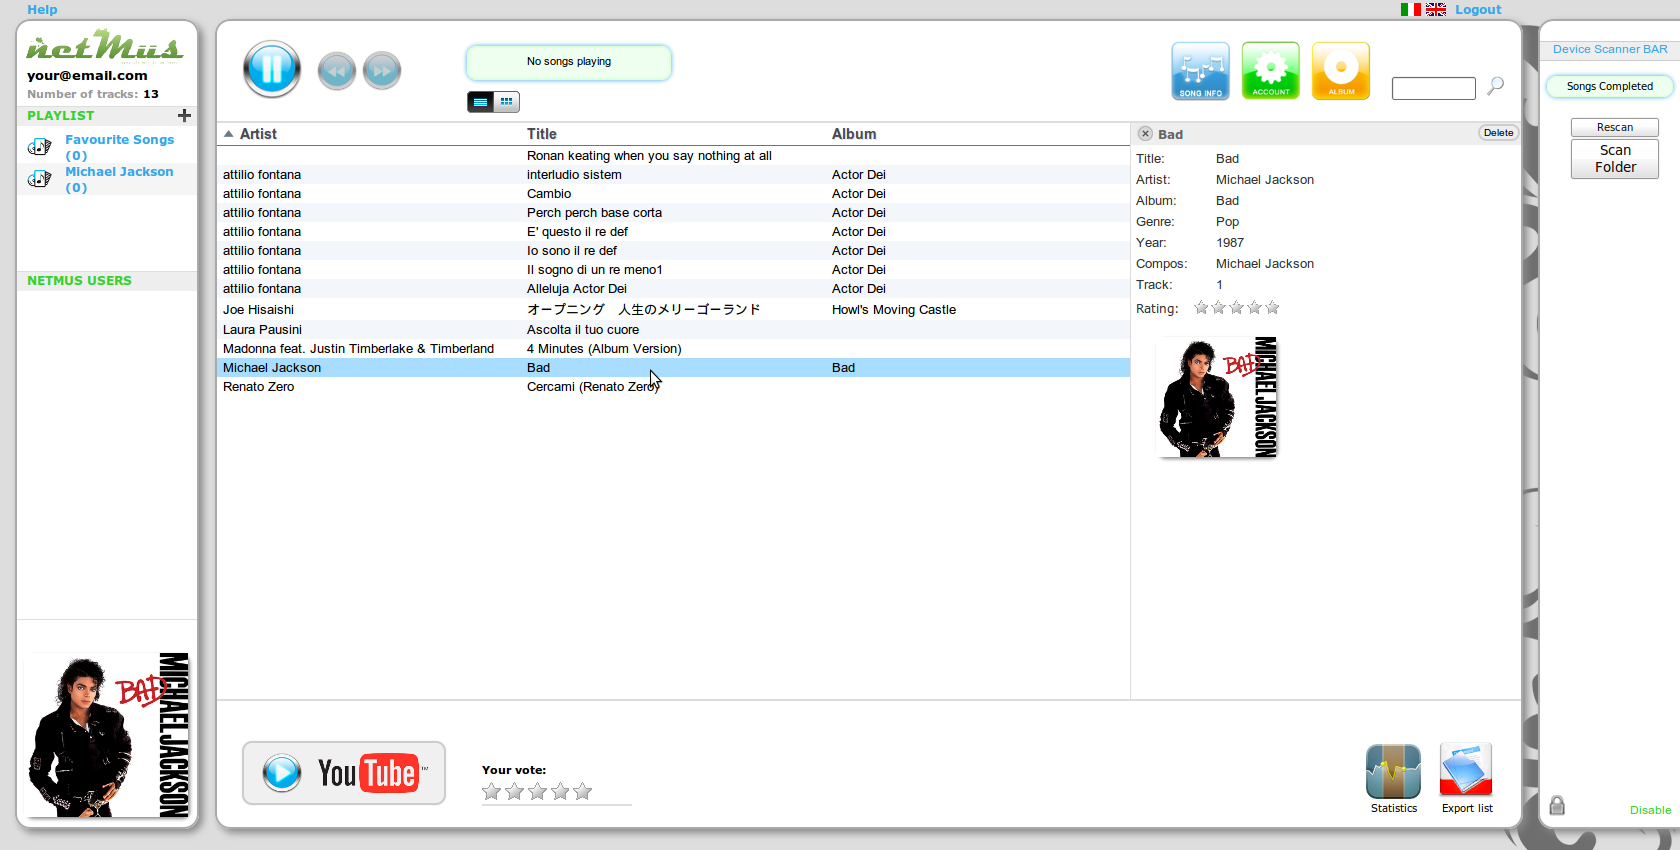 Help
Logout
netMus
your@email.com
Number of tracks: 13
PLAYLIST
Favourite Songs
(0)
Michael Jackson
(0)
NETMUS USERS
BAD
MICHAEL JACKSON
No songs playing
SONG INFO
ACCOUNT
ALBUM
Artist Title Album
Ronan keating when you say nothing at all
attilio fontana interludio sistem Actor Dei
attilio fontana Cambio Actor Dei
attilio fontana Perch perch base corta Actor Dei
attilio fontana E' questo il re def Actor Dei
attilio fontana Io sono il re def Actor Dei
attilio fontana Il sogno di un re meno1 Actor Dei
attilio fontana Alleluja Actor Dei Actor Dei
Joe Hisaishi オープニング　人生のメリーゴーランド Howl's Moving Castle
Laura Pausini Ascolta il tuo cuore
Madonna feat. Justin Timberlake & Timberland 4 Minutes (Album Version)
Michael Jackson Bad Bad
Renato Zero Cercami (Renato Zero)
Bad
Delete
Title: Bad
Artist: Michael Jackson
Album: Bad
Genre: Pop
Year: 1987
Compos: Michael Jackson
Track: 1
Rating:
BAD
MICHAEL JACKSON
YouTube™
Your vote:
Statistics
Export list
Device Scanner BAR
Songs Completed
Rescan
Scan
Folder
Disable